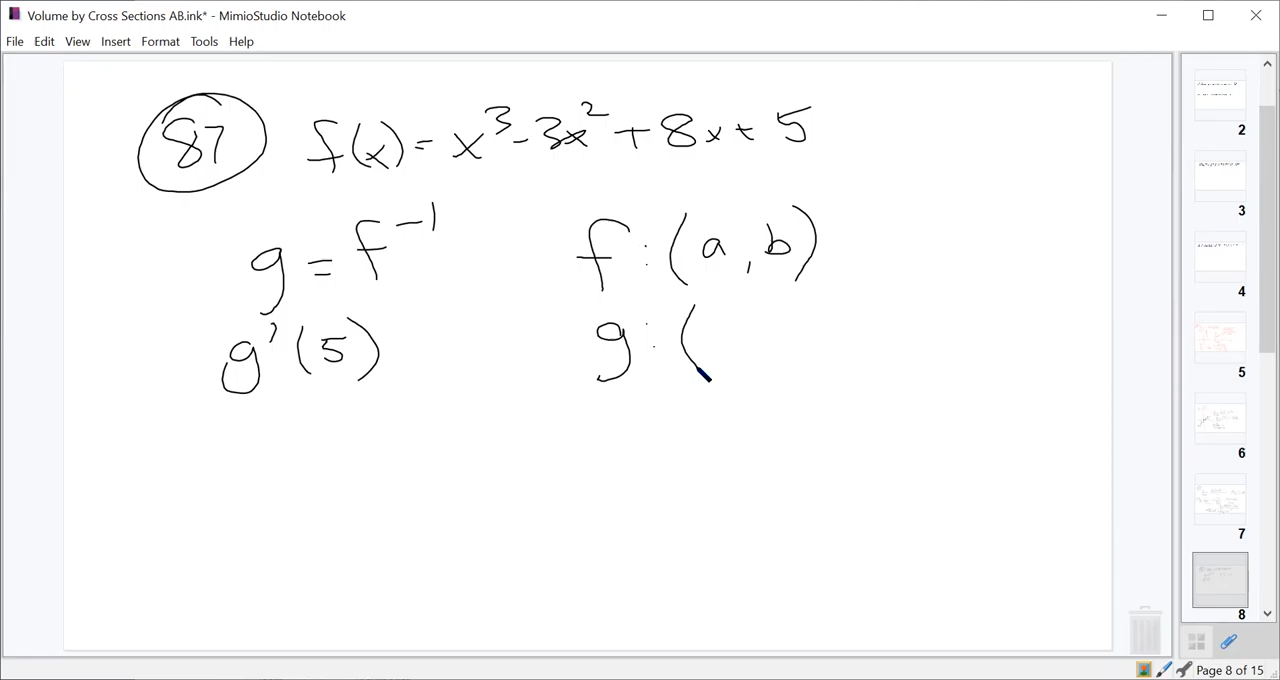 Volume by Cross Sections AB.ink* - MimioStudio Notebook
File Edit View Insert Format Tools Help
87 f(x) = x³ - 3x² + 8x + 5
g = f⁻¹ f : (a, b)
g'(5) g : (
2
3
4
5
6
7
8
Page 8 of 15